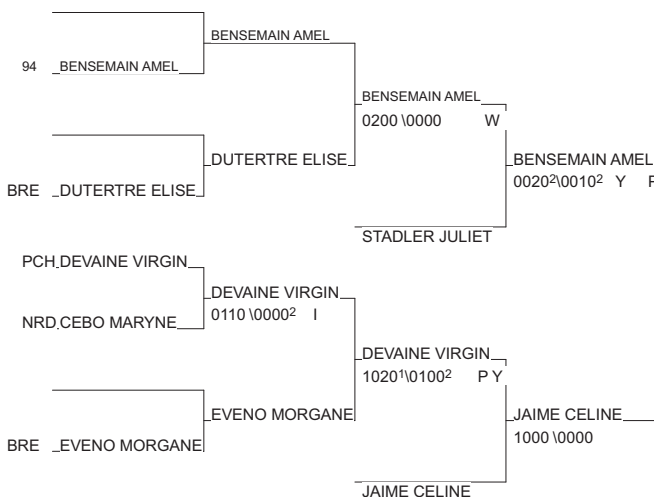 BENSEMAIN AMEL
94 BENSEMAIN AMEL
BENSEMAIN AMEL
0200 \0000 W
DUTERTRE ELISE
BENSEMAIN AMEL
0020²\0010² Y
BRE DUTERTRE ELISE
STADLER JULIET
PCH DEVAINE VIRGIN
DEVAINE VIRGIN
0110 \0000² I
NRD CEBO MARYNE
DEVAINE VIRGIN
1020¹\0100² P Y
EVENO MORGANE
JAIME CELINE
1000 \0000
BRE EVENO MORGANE
JAIME CELINE